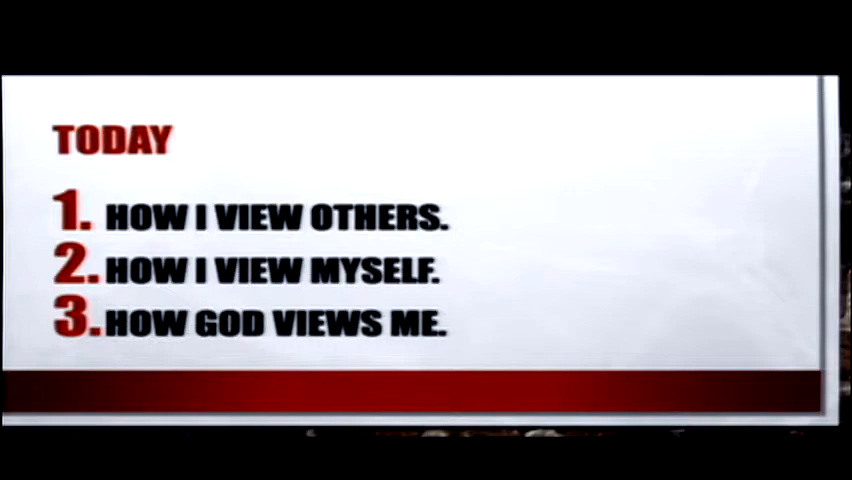 TODAY
1. HOW I VIEW OTHERS.
2. HOW I VIEW MYSELF.
3. HOW GOD VIEWS ME.